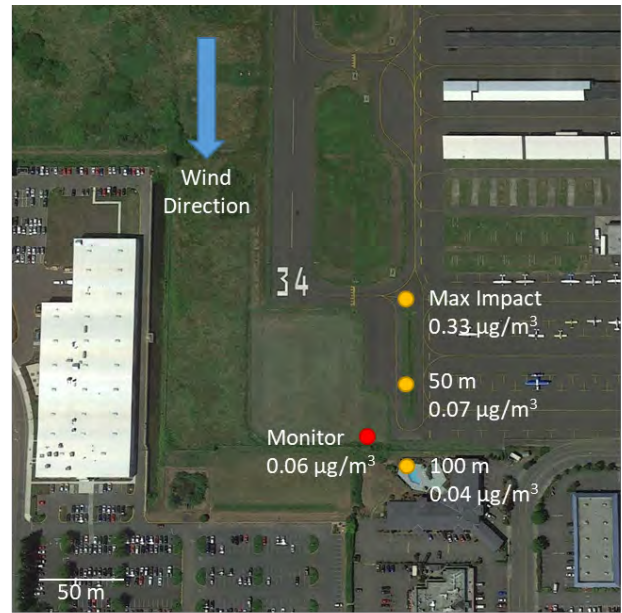 Wind
Direction
34
Max Impact
0.33 µg/m³
50 m
0.07 µg/m³
Monitor
0.06 µg/m³
100 m
0.04 µg/m³
50 m